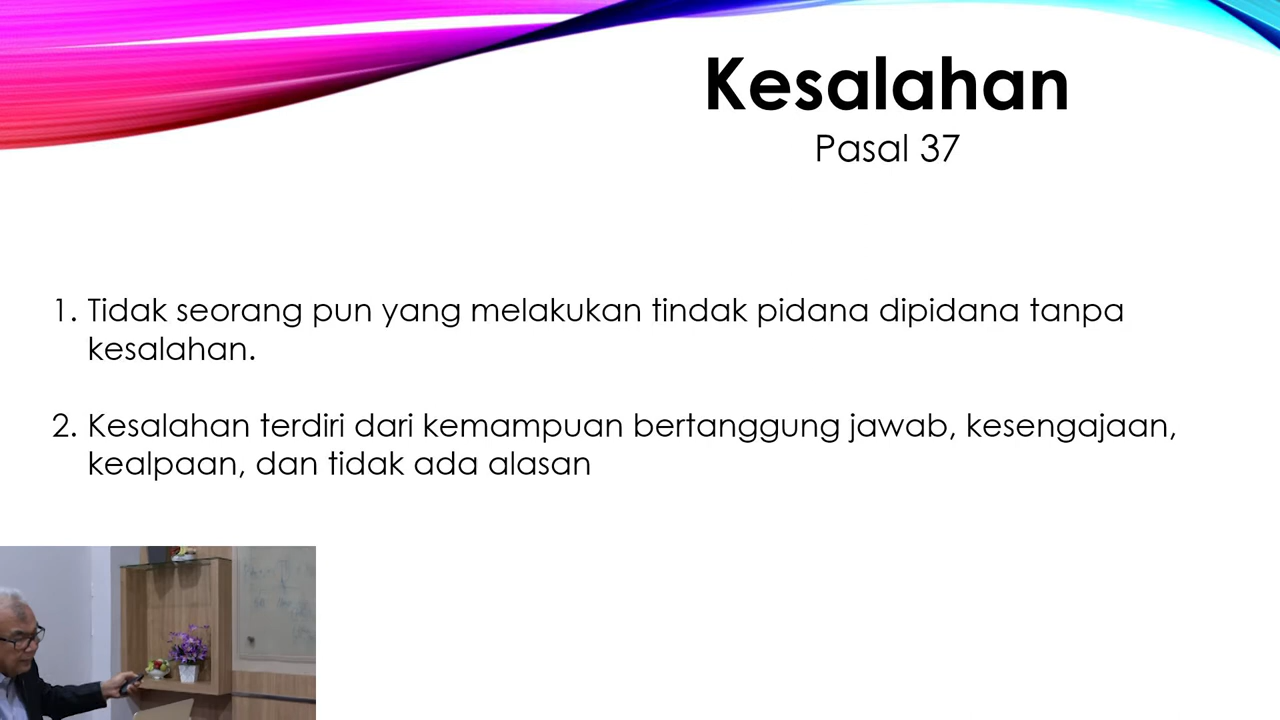 Kesalahan
Pasal 37
1. Tidak seorang pun yang melakukan tindak pidana dipidana tanpa
kesalahan.
2. Kesalahan terdiri dari kemampuan bertanggung jawab, kesengajaan,
kealpaan, dan tidak ada alasan